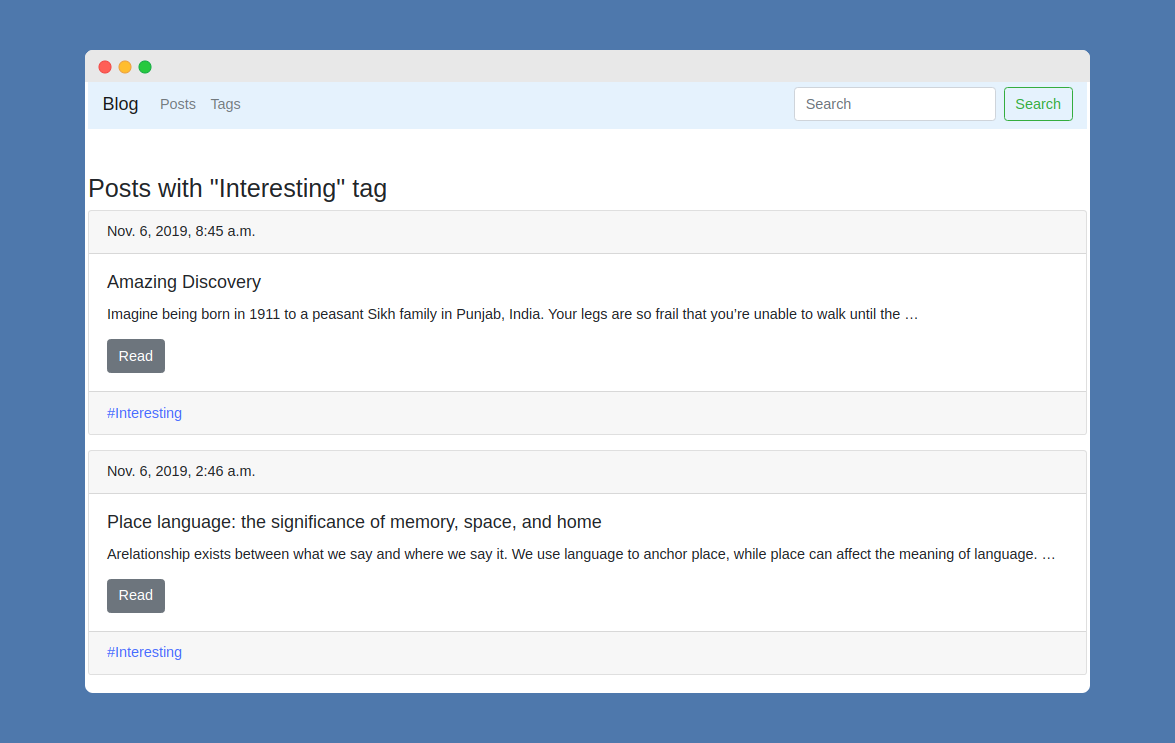 Blog Posts Tags Search Search
Posts with "Interesting" tag
Nov. 6, 2019, 8:45 a.m.
Amazing Discovery
Imagine being born in 1911 to a peasant Sikh family in Punjab, India. Your legs are so frail that you’re unable to walk until the …
Read
#Interesting
Nov. 6, 2019, 2:46 a.m.
Place language: the significance of memory, space, and home
Arelationship exists between what we say and where we say it. We use language to anchor place, while place can affect the meaning of language. …
Read
#Interesting